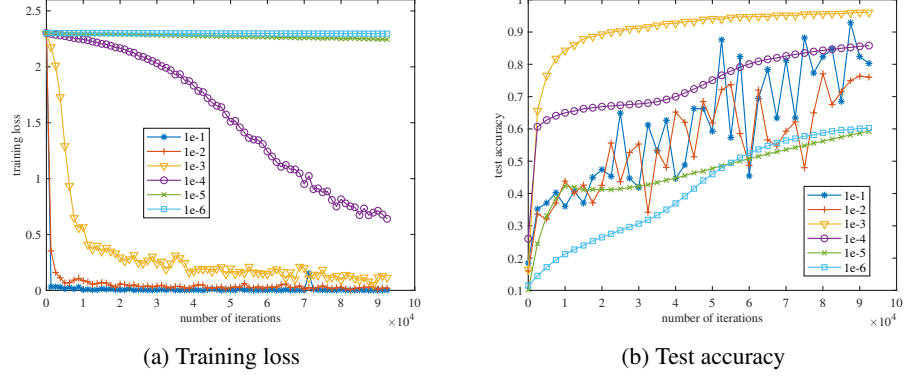 2.5
2
1.5
1
0.5
0
training loss
1e-1
1e-2
1e-3
1e-4
1e-5
1e-6
0 1 2 3 4 5 6 7 8 9 10
number of iterations
×10^4
(a) Training loss
1
0.9
0.8
0.7
0.6
0.5
0.4
0.3
0.2
0.1
test accuracy
1e-1
1e-2
1e-3
1e-4
1e-5
1e-6
0 1 2 3 4 5 6 7 8 9 10
number of iterations
×10^4
(b) Test accuracy